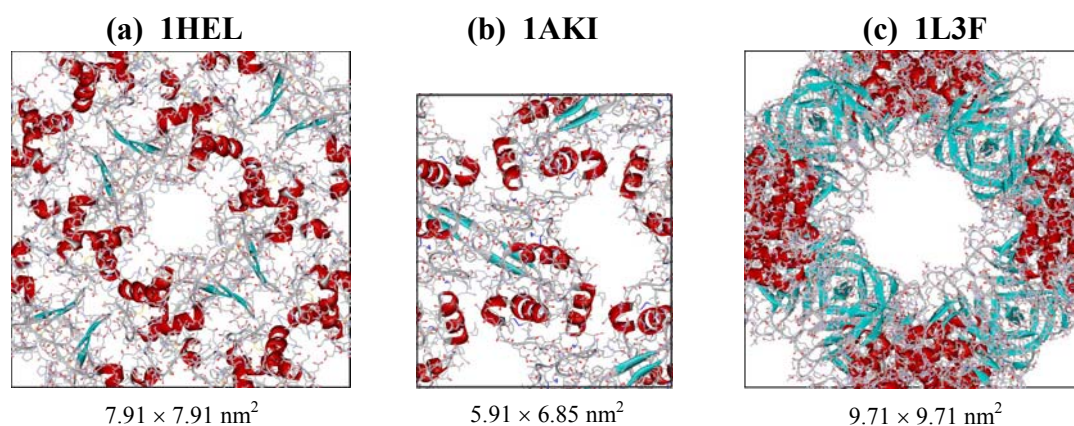 (a) 1HEL
(b) 1AKI
(c) 1L3F
7.91 × 7.91 nm²
5.91 × 6.85 nm²
9.71 × 9.71 nm²